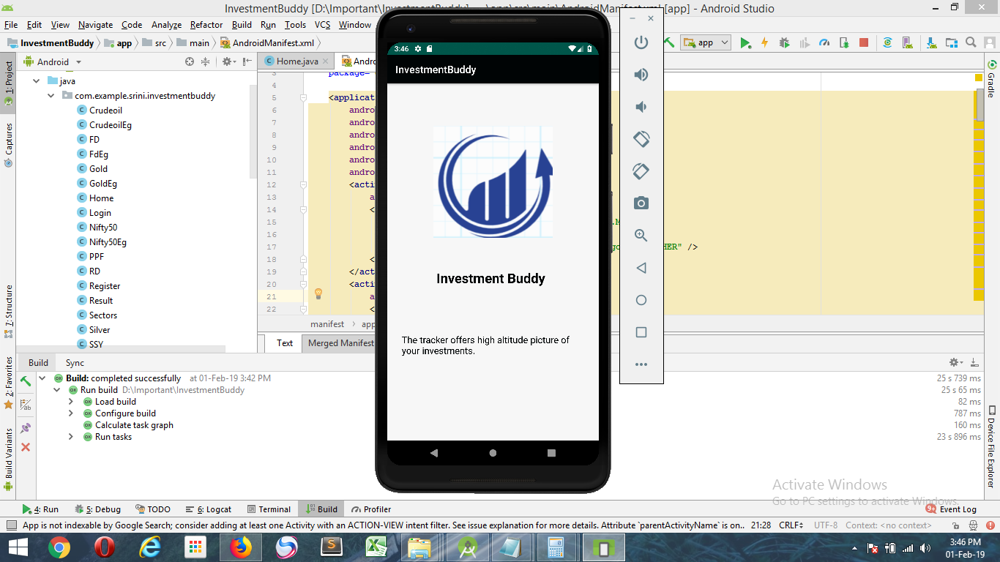 InvestmentBuddy [D:\Important\InvestmentBuddy] - ...\app\src\main\AndroidManifest.xml [app] - Android Studio
File Edit View Navigate Code Analyze Refactor Build Run Tools VCS Window
InvestmentBuddy app src main AndroidManifest.xml
app
Android
Home.java
Andro
1: Project
Captures
7: Structure
2: Favorites
Build Variants
java
com.example.srini.investmentbuddy
Crudeoil
CrudeoilEg
FD
FdEg
Gold
GoldEg
Home
Login
Nifty50
Nifty50Eg
PPF
RD
Register
Result
Sectors
Silver
SSY
3 package=
4
5 <applicat
6 andro
7 andro
8 andro
9 andro
10 andro
11 andro
12 <acti
13 a
14 <
15 .M
16
17 HER" />
18 <
19 </act
20 <acti
21 a
22 <
manifest app
Text Merged Manifest
3:46
InvestmentBuddy
Investment Buddy
The tracker offers high altitude picture of
your investments.
Gradle
Device File Explorer
Build Sync
Build: completed successfully at 01-Feb-19 3:42 PM 25 s 739 ms
Run build D:\Important\InvestmentBuddy 25 s 65 ms
Load build 82 ms
Configure build 787 ms
Calculate task graph 160 ms
Run tasks 23 s 896 ms
Activate Windows
Go to PC settings to activate Windows.
4: Run 5: Debug TODO 6: Logcat Terminal Build Profiler 9+ Event Log
App is not indexable by Google Search; consider adding at least one Activity with an ACTION-VIEW intent filter. See issue explanation for more details. Attribute `parentActivityName` is on.. 21:28 CRLF UTF-8 Context: <no context>
3:46 PM
01-Feb-19